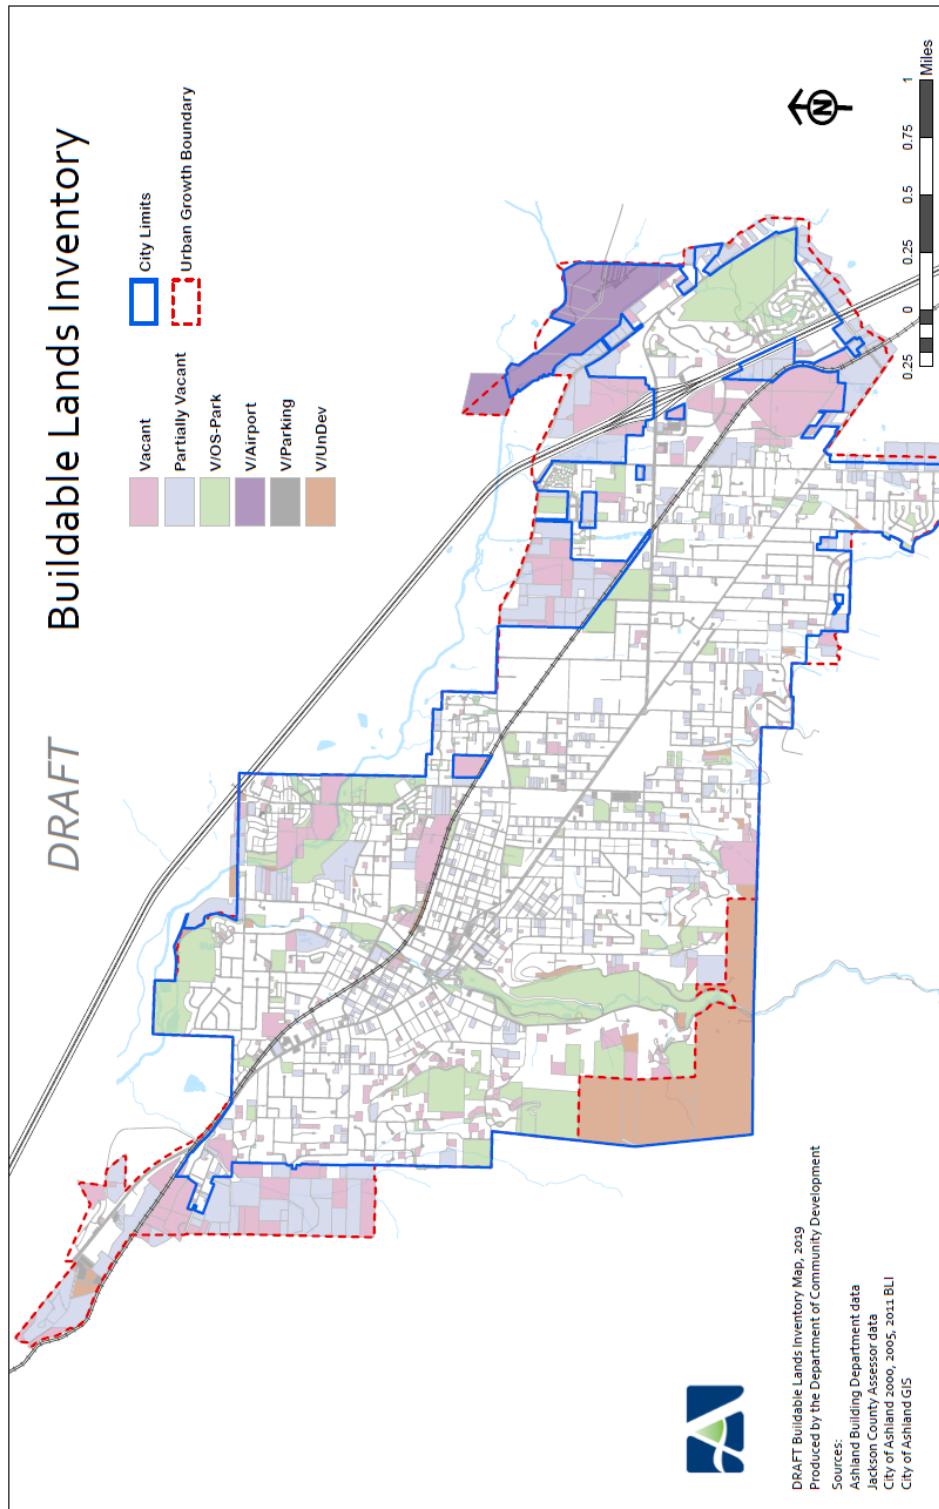 DRAFT
Buildable Lands Inventory
Vacant
Partially Vacant
V/OS-Park
V/Airport
V/Parking
V/UnDev
City Limits
Urban Growth Boundary
N
0.25 0 0.25 0.5 0.75 1
Miles
DRAFT Buildable Lands Inventory Map, 2019
Produced by the Department of Community Development
Sources:
Ashland Building Department data
Jackson County Assessor data
City of Ashland 2000, 2005, 2011 BLI
City of Ashland GIS